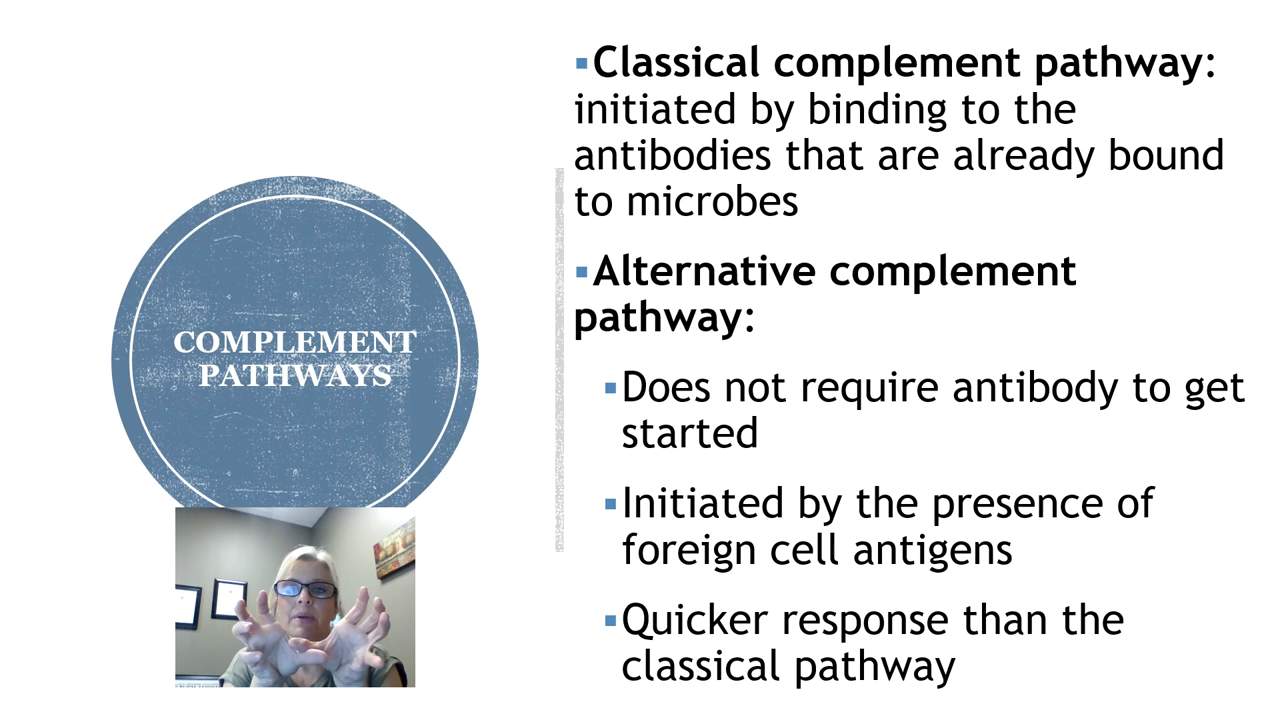 COMPLEMENT
PATHWAYS
▪Classical complement pathway:
initiated by binding to the
antibodies that are already bound
to microbes
▪Alternative complement
pathway:
▪Does not require antibody to get
started
▪Initiated by the presence of
foreign cell antigens
▪Quicker response than the
classical pathway